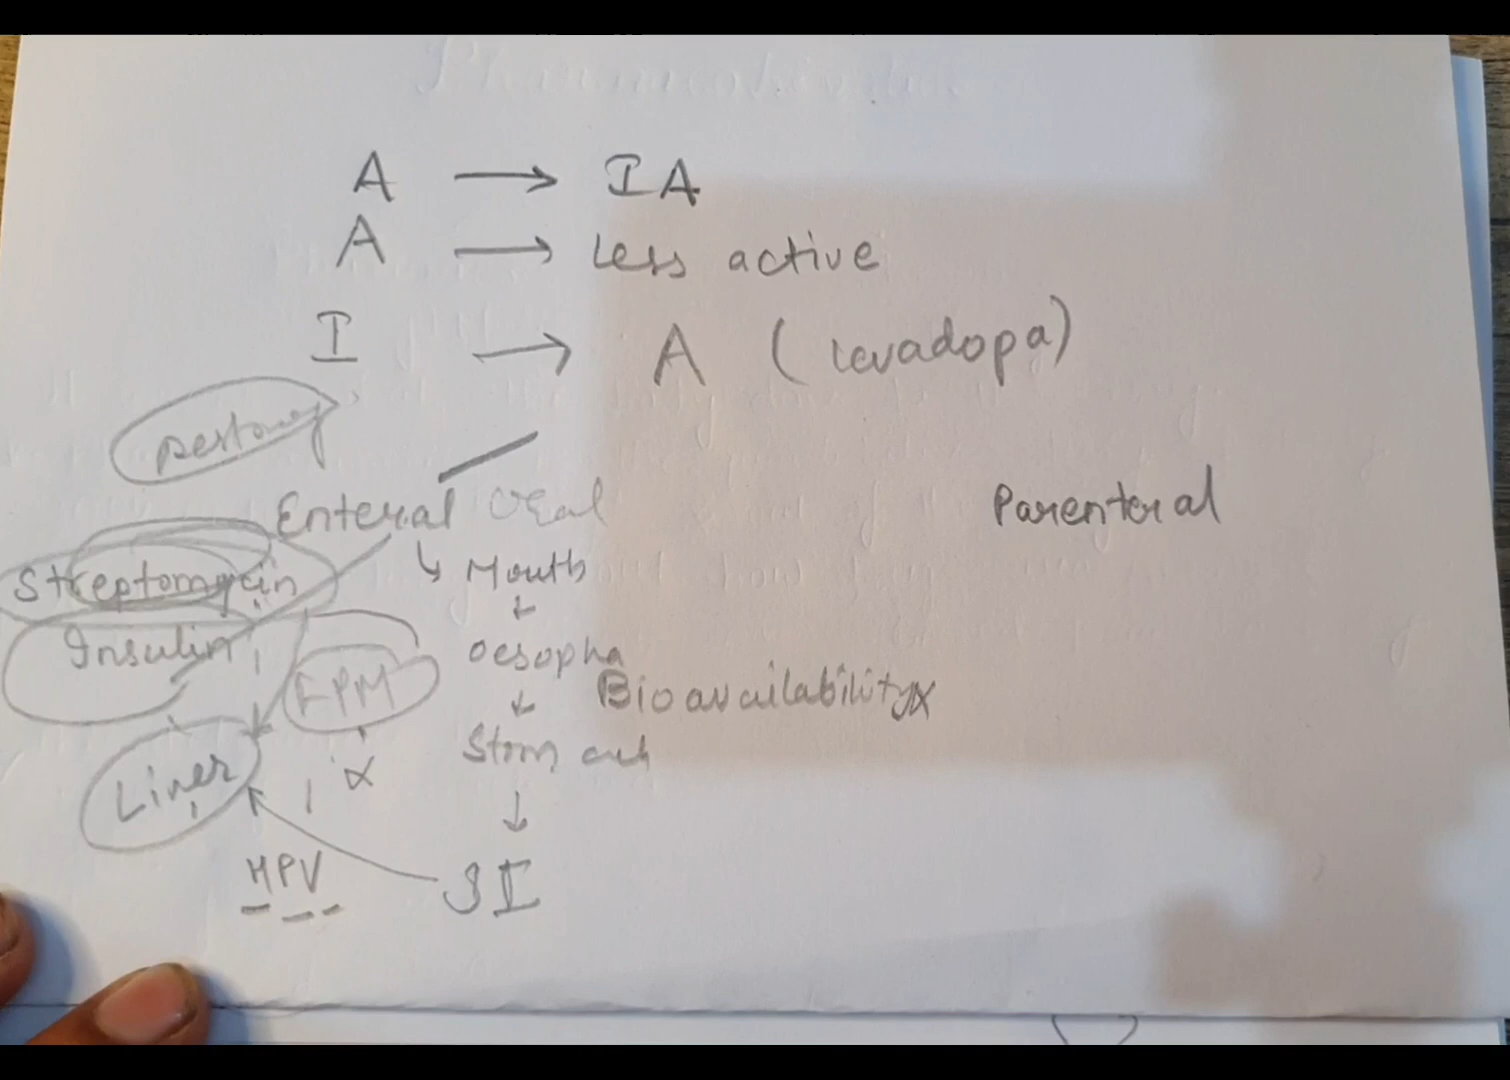 A → IA
A → Less active
I → A (levadopa)
Enteral Oral
Parenteral
Streptomycin
↳ Mouth
↓
Insulin
Oesopha
FPM
Bioavailability x
↓
Stomach
Liver
x
↓
HPV
SI